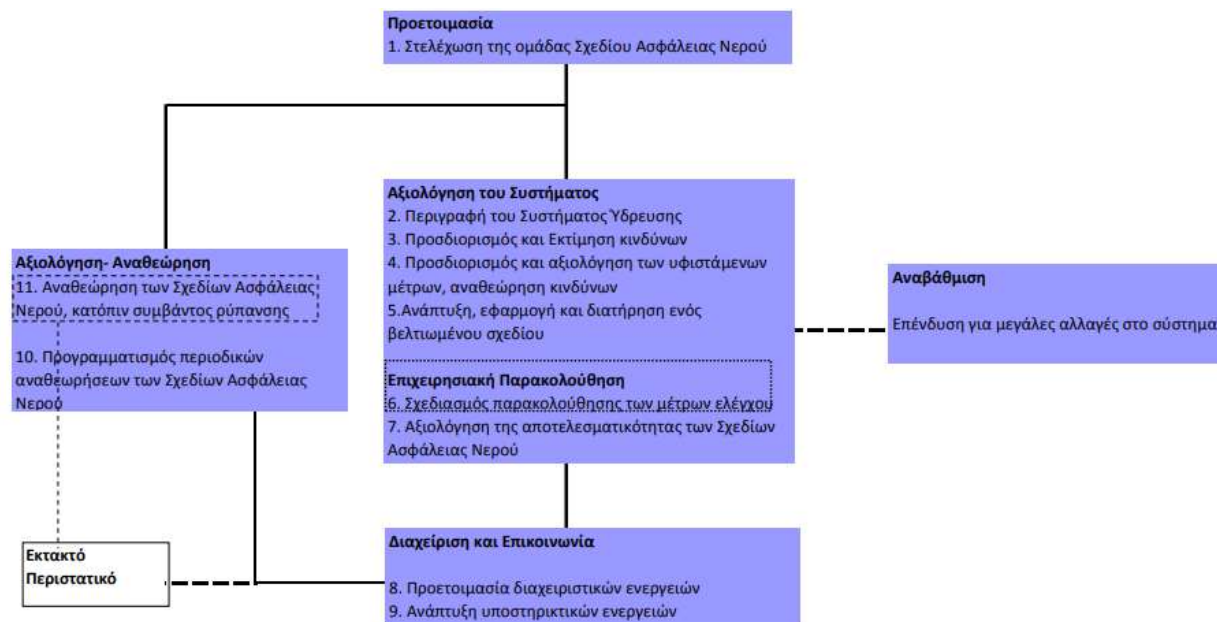 Προετοιμασία
1. Στελέχωση της ομάδας Σχεδίου Ασφάλειας Νερού
Αξιολόγηση του Συστήματος
2. Περιγραφή του Συστήματος Ύδρευσης
3. Προσδιορισμός και Εκτίμηση κινδύνων
4. Προσδιορισμός και αξιολόγηση των υφιστάμενων
μέτρων, αναθεώρηση κινδύνων
5.Ανάπτυξη, εφαρμογή και διατήρηση ενός
βελτιωμένου σχεδίου
Επιχειρησιακή Παρακολούθηση
6. Σχεδιασμός παρακολούθησης των μέτρων ελέγχου
7. Αξιολόγηση της αποτελεσματικότητας των Σχεδίων
Ασφάλειας Νερού
Αξιολόγηση- Αναθεώρηση
11. Αναθεώρηση των Σχεδίων Ασφάλειας
Νερού, κατόπιν συμβάντος ρύπανσης
10. Προγραμματισμός περιοδικών
αναθεωρήσεων των Σχεδίων Ασφάλειας
Νερού
Αναβάθμιση
Επένδυση για μεγάλες αλλαγές στο σύστημα
Εκτακτό
Περιστατικό
Διαχείριση και Επικοινωνία
8. Προετοιμασία διαχειριστικών ενεργειών
9. Ανάπτυξη υποστηρικτικών ενεργειών